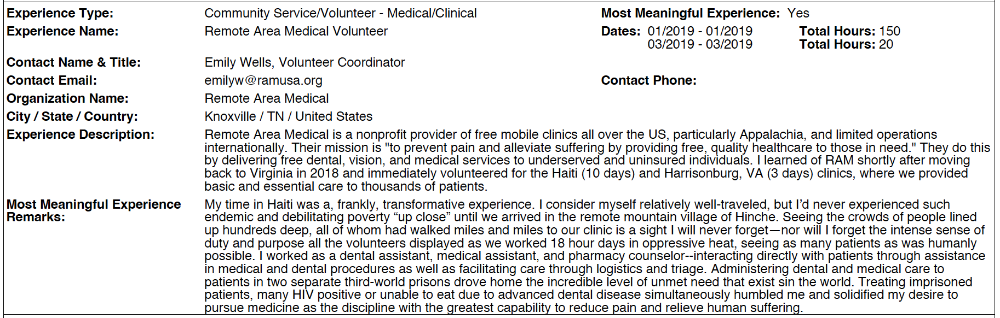 Experience Type: Community Service/Volunteer - Medical/Clinical Most Meaningful Experience: Yes
Experience Name: Remote Area Medical Volunteer Dates: 01/2019 - 01/2019 Total Hours: 150
03/2019 - 03/2019 Total Hours: 20
Contact Name & Title: Emily Wells, Volunteer Coordinator
Contact Email: emilyw@ramusa.org Contact Phone:
Organization Name: Remote Area Medical
City / State / Country: Knoxville / TN / United States
Experience Description: Remote Area Medical is a nonprofit provider of free mobile clinics all over the US, particularly Appalachia, and limited operations
internationally. Their mission is "to prevent pain and alleviate suffering by providing free, quality healthcare to those in need." They do this
by delivering free dental, vision, and medical services to underserved and uninsured individuals. I learned of RAM shortly after moving
back to Virginia in 2018 and immediately volunteered for the Haiti (10 days) and Harrisonburg, VA (3 days) clinics, where we provided
basic and essential care to thousands of patients.
Most Meaningful Experience My time in Haiti was a, frankly, transformative experience. I consider myself relatively well-traveled, but I’d never experienced such
Remarks: endemic and debilitating poverty “up close” until we arrived in the remote mountain village of Hinche. Seeing the crowds of people lined
up hundreds deep, all of whom had walked miles and miles to our clinic is a sight I will never forget—nor will I forget the intense sense of
duty and purpose all the volunteers displayed as we worked 18 hour days in oppressive heat, seeing as many patients as was humanly
possible. I worked as a dental assistant, medical assistant, and pharmacy counselor--interacting directly with patients through assistance
in medical and dental procedures as well as facilitating care through logistics and triage. Administering dental and medical care to
patients in two separate third-world prisons drove home the incredible level of unmet need that exist sin the world. Treating imprisoned
patients, many HIV positive or unable to eat due to advanced dental disease simultaneously humbled me and solidified my desire to
pursue medicine as the discipline with the greatest capability to reduce pain and relieve human suffering.